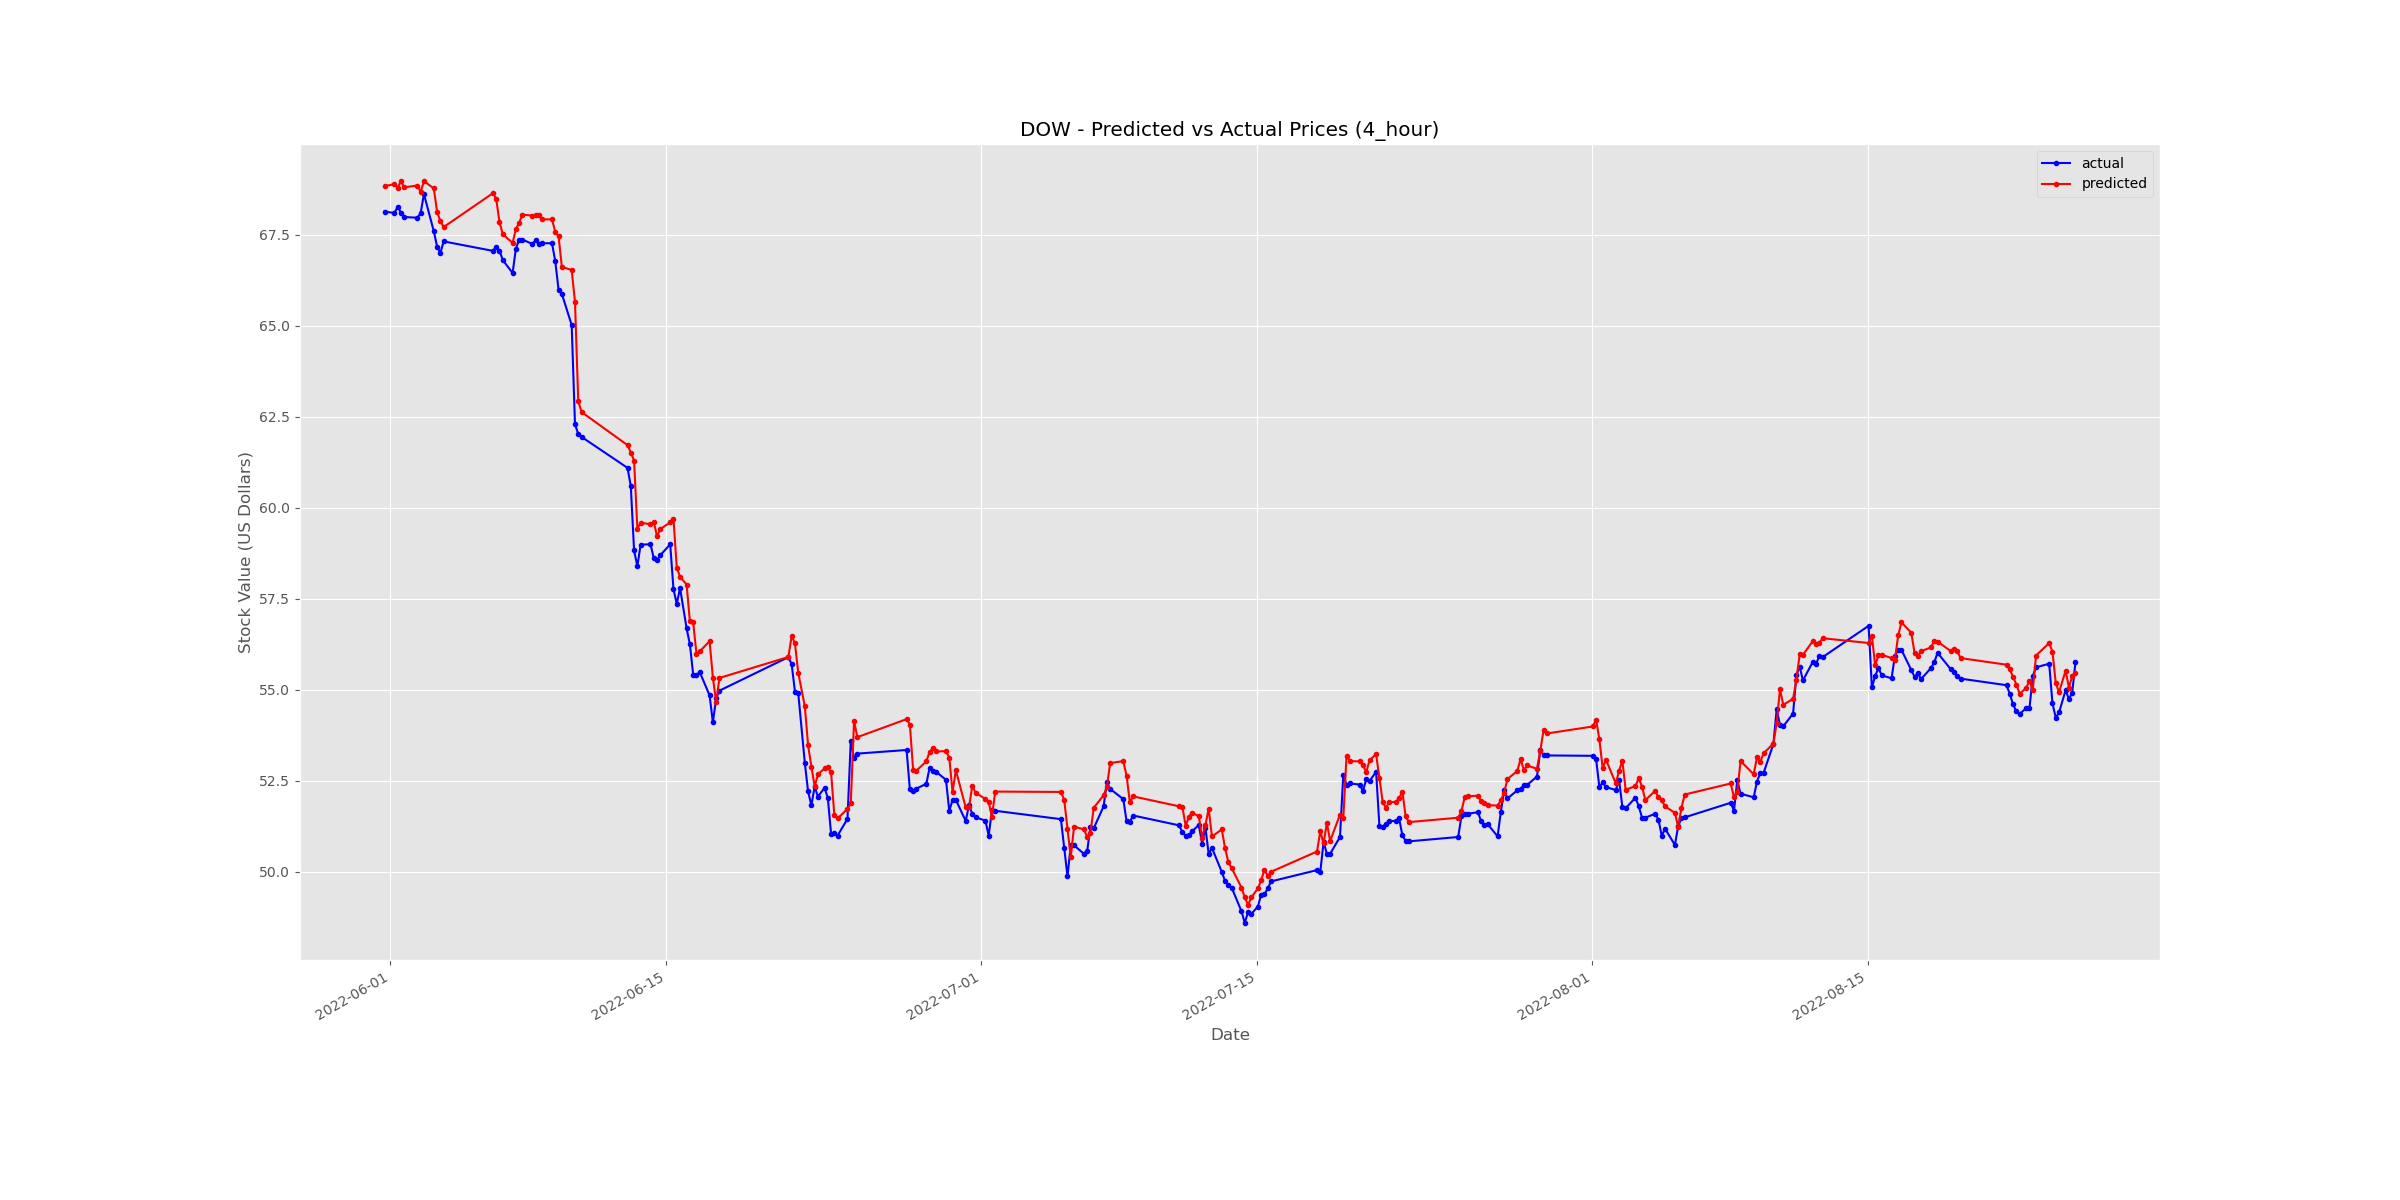 DOW - Predicted vs Actual Prices (4_hour)
actual
predicted
Stock Value (US Dollars)
67.5
65.0
62.5
60.0
57.5
55.0
52.5
50.0
2022-06-01
2022-06-15
2022-07-01
2022-07-15
2022-08-01
2022-08-15
Date